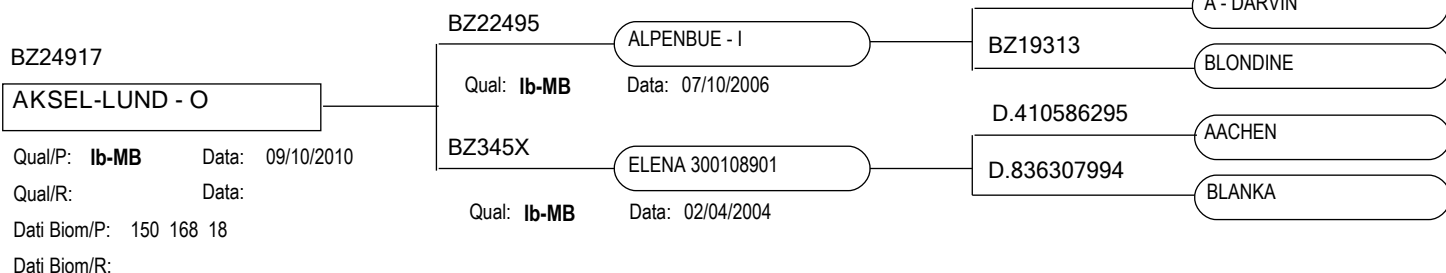 A - DARVIN
BZ22495
ALPENBUE - I
BZ19313
BLONDINE
BZ24917
AKSEL-LUND - O
Qual: Ib-MB Data: 07/10/2006
D.410586295
AACHEN
BZ345X
ELENA 300108901
D.836307994
BLANKA
Qual/P: Ib-MB Data: 09/10/2010
Qual/R: Data:
Qual: Ib-MB Data: 02/04/2004
Dati Biom/P: 150 168 18
Dati Biom/R: